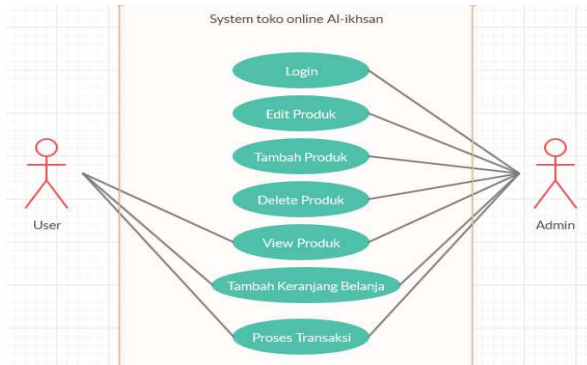 System toko online Al-ikhsan
Login
Edit Produk
Tambah Produk
Delete Produk
View Produk
Tambah Keranjang Belanja
Proses Transaksi
User
Admin